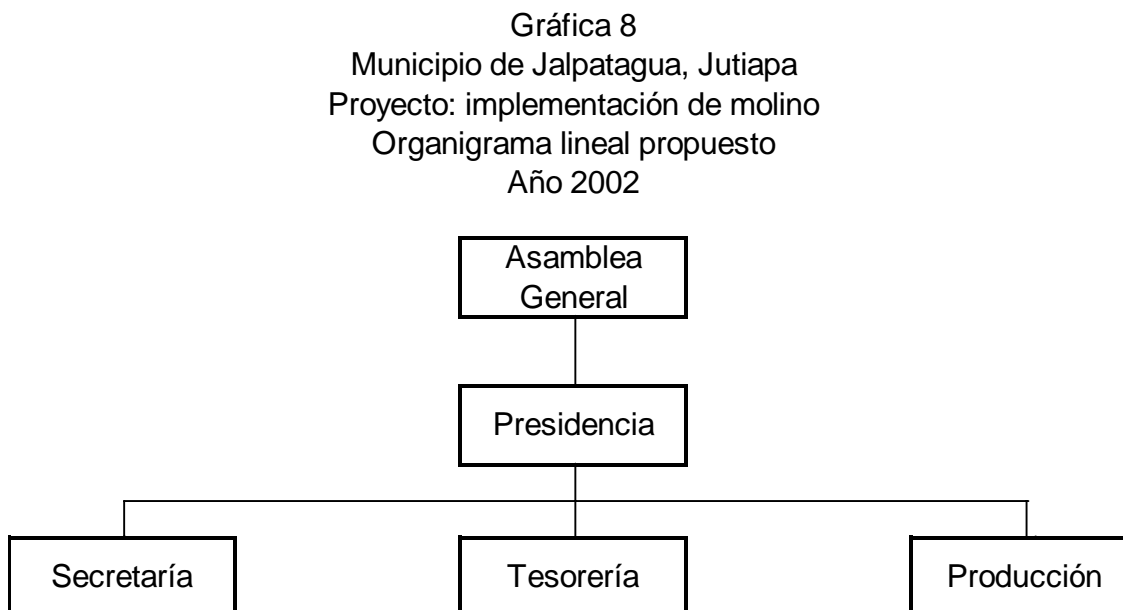 Gráfica 8
Municipio de Jalpatagua, Jutiapa
Proyecto: implementación de molino
Organigrama lineal propuesto
Año 2002
Asamblea
General
Presidencia
Secretaría
Tesorería
Producción